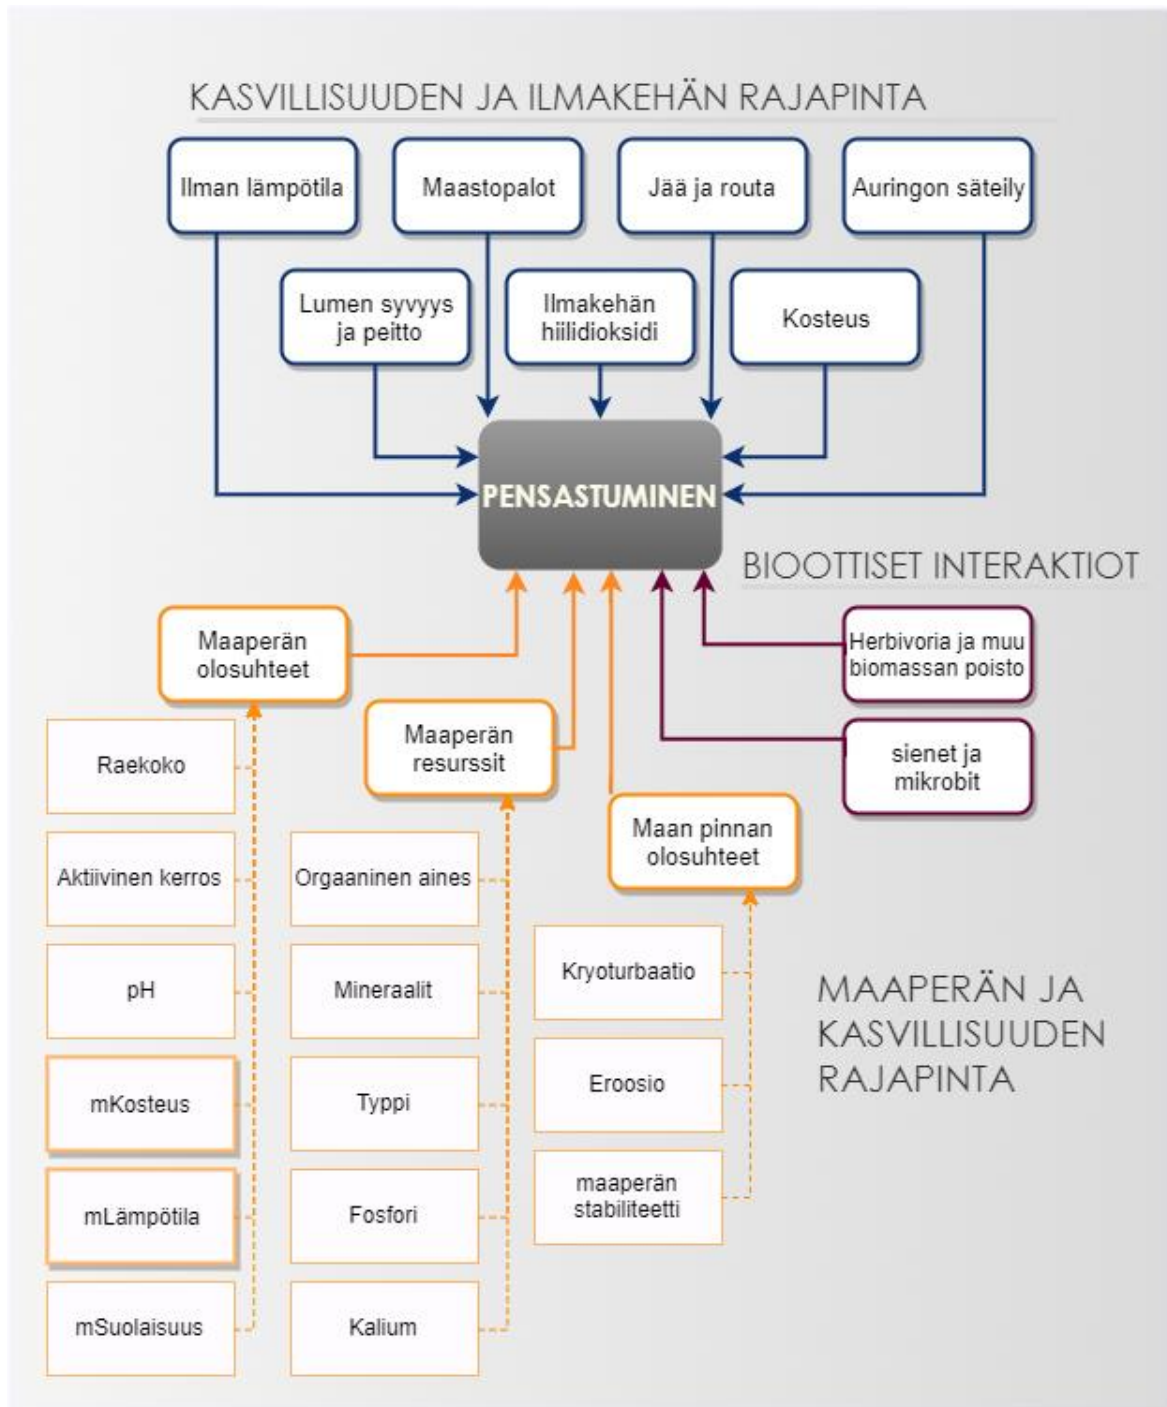 KASVILLISUUDEN JA ILMAKEHÄN RAJAPINTA
Ilman lämpötila
Maastopalot
Jää ja routa
Auringon säteily
Lumen syvyys
ja peitto
Ilmakehän
hiilidioksidi
Kosteus
PENSASTUMINEN
BIOOTTISET INTERAKTIOT
Herbivoria ja muu
biomassan poisto
sienet ja
mikrobit
Maaperän
olosuhteet
Raekoko
Aktiivinen kerros
pH
mKosteus
mLämpötila
mSuolaisuus
Maaperän
resurssit
Orgaaninen aines
Mineraalit
Typpi
Fosfori
Kalium
Maan pinnan
olosuhteet
Kryoturbaatio
Eroosio
maaperän
stabiliteetti
MAAPERÄN JA
KASVILLISUUDEN
RAJAPINTA